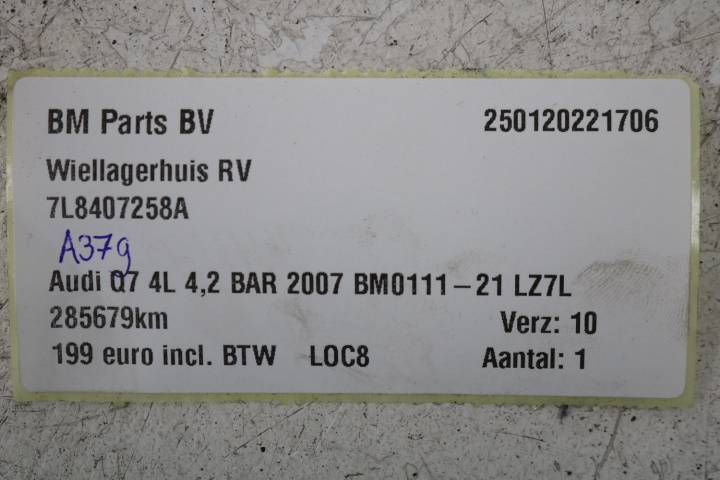 BM Parts BV 250120221706
Wiellagerhuis RV
7L8407258A
A37g
Audi Q7 4L 4,2 BAR 2007 BM0111-21 LZ7L
285679km Verz: 10
199 euro incl. BTW LOC8 Aantal: 1